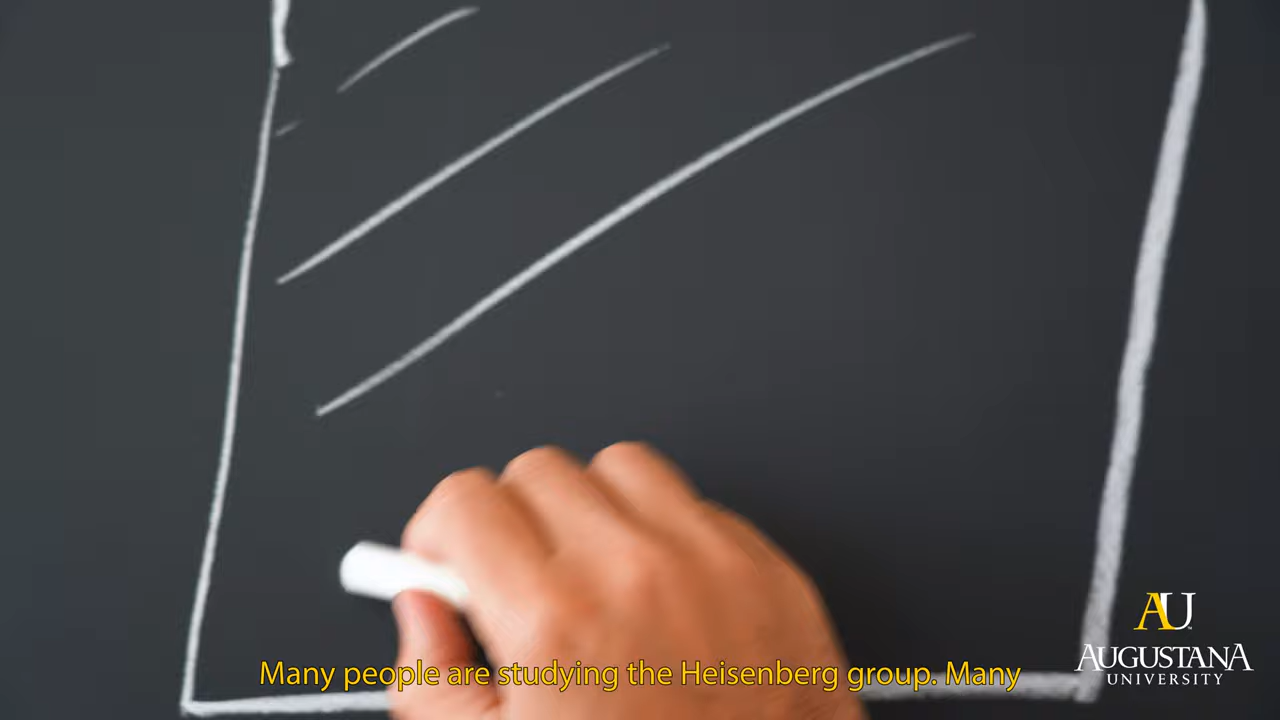 Many people are studying the Heisenberg group. Many
AU
AUGUSTANA
UNIVERSITY